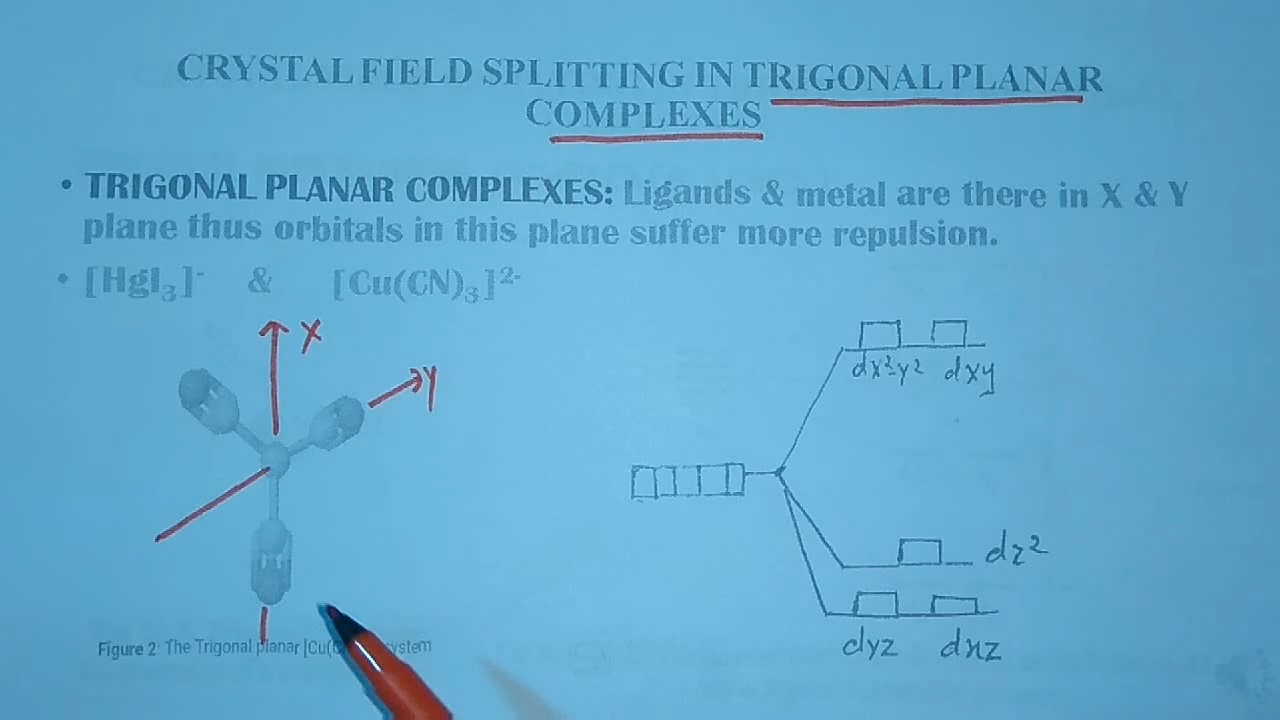 CRYSTAL FIELD SPLITTING IN TRIGONAL PLANAR
COMPLEXES
• TRIGONAL PLANAR COMPLEXES: Ligands & metal are there in X & Y
plane thus orbitals in this plane suffer more repulsion.
• [HgI₃]⁻ & [Cu(CN)₃]²⁻
X
Y
dx²-y² dxy
dz²
dyz dxz
Figure 2: The Trigonal planar [Cu(C system